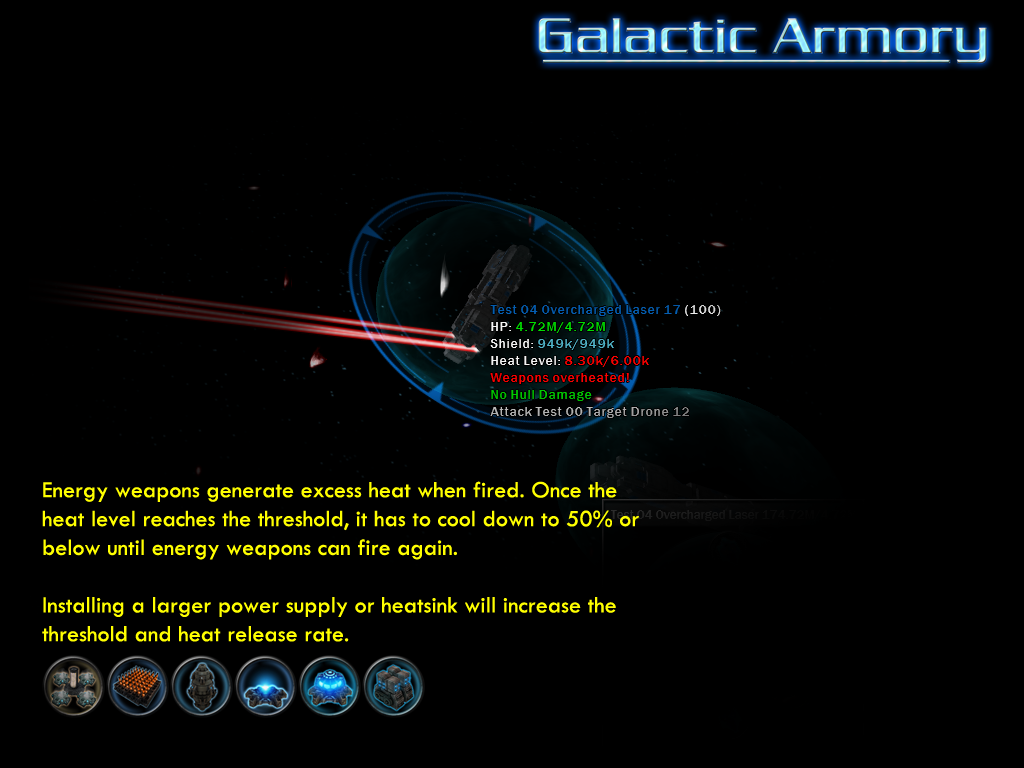 Galactic Armory
Test 04 Overcharged Laser 17 (100)
HP: 4.72M/4.72M
Shield: 949k/949k
Heat Level: 8.30k/6.00k
Weapons overheated!
No Hull Damage
Attack Test 00 Target Drone 12
Energy weapons generate excess heat when fired. Once the
heat level reaches the threshold, it has to cool down to 50% or
below until energy weapons can fire again.
Test 04 Overcharged Laser
Installing a larger power supply or heatsink will increase the
threshold and heat release rate.